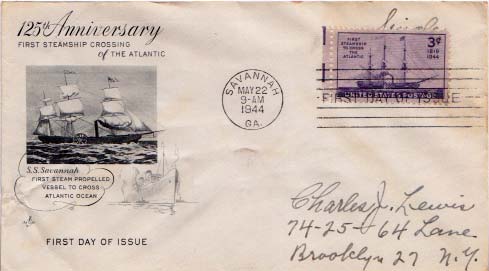 125th Anniversary
FIRST STEAMSHIP CROSSING
of THE ATLANTIC
FIRST
STEAMSHIP
TO CROSS
THE
ATLANTIC
3¢
1819
1944
UNITED STATES POSTAGE
SAVANNAH
MAY 22
9-AM
1944
GA.
FIRST DAY OF ISSUE
S.S. Savannah
FIRST STEAM PROPELLED
VESSEL TO CROSS
ATLANTIC OCEAN
FIRST DAY OF ISSUE
Charles J. Lewis
74-25-64 Lane
Brooklyn 27 N.Y.